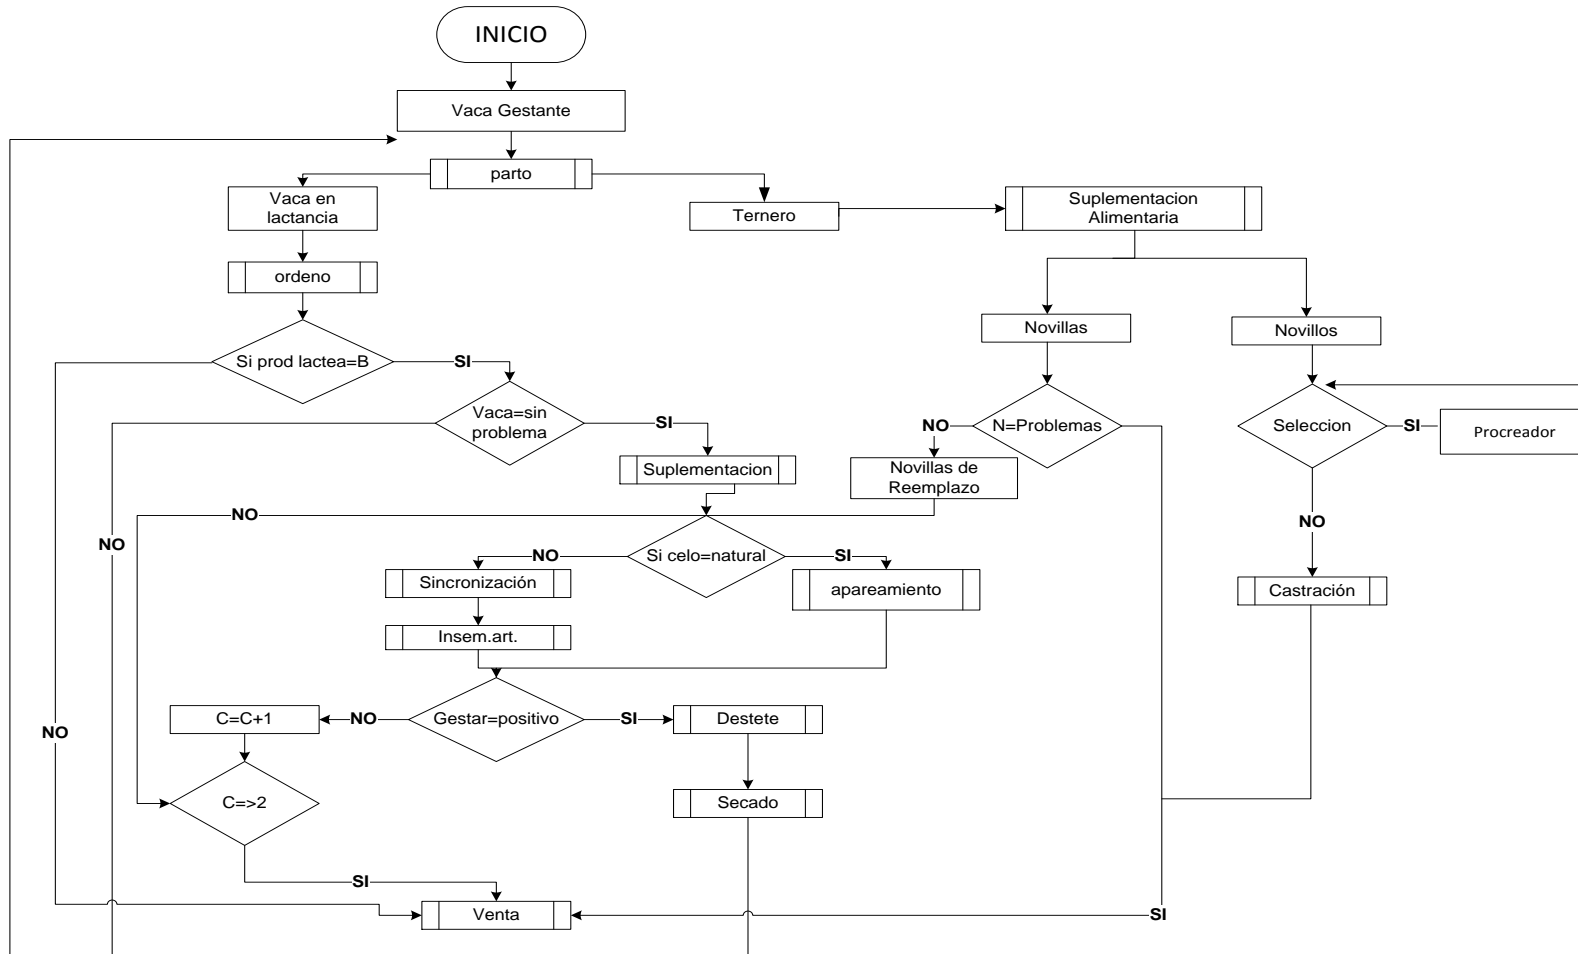 INICIO
Vaca Gestante
parto
Vaca en
lactancia
Ternero
Suplementacion
Alimentaria
ordeno
Novillas
Novillos
Si prod lactea=B
SI
Vaca=sin
problema
SI
NO
N=Problemas
Seleccion
SI
Procreador
Suplementacion
Novillas de
Reemplazo
NO
NO
NO
NO
Si celo=natural
SI
Sincronización
apareamiento
Castración
Insem.art.
C=C+1
NO
Gestar=positivo
SI
Destete
NO
C=>2
Secado
SI
Venta
SI